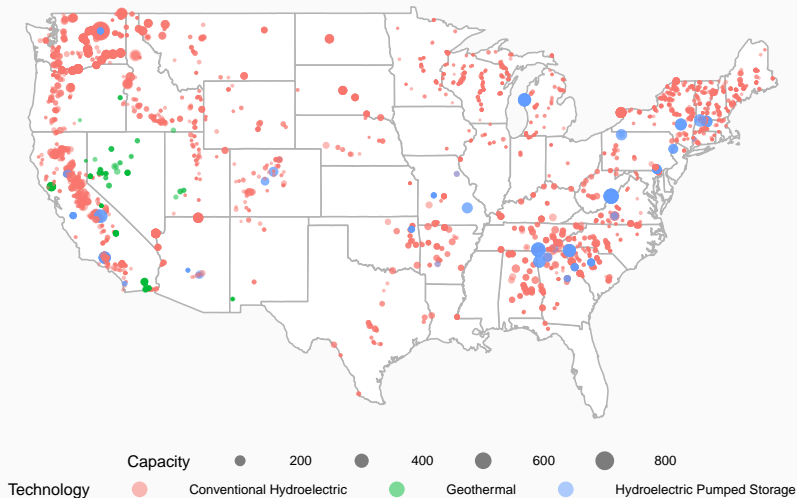 Capacity 200 400 600 800
Technology Conventional Hydroelectric Geothermal Hydroelectric Pumped Storage